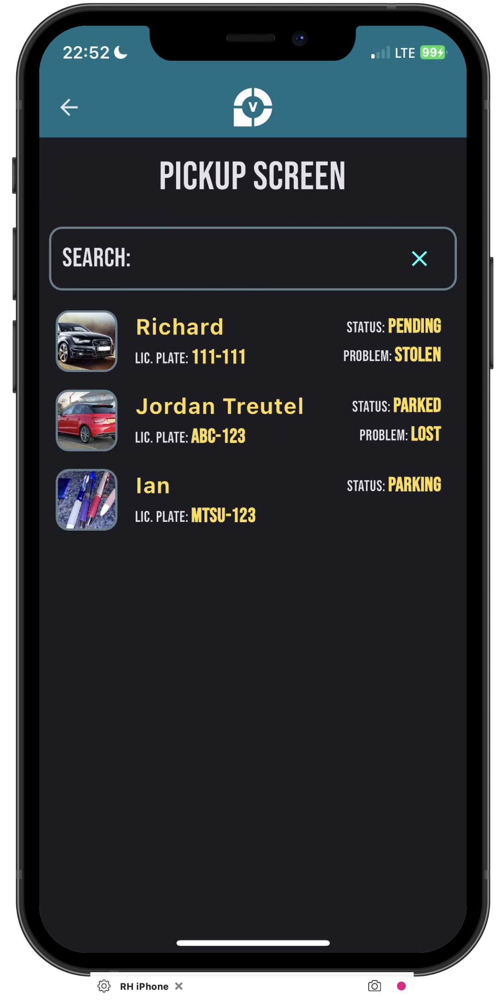 22:52 LTE 99
V
PICKUP SCREEN
SEARCH:
Richard STATUS: PENDING
LIC. PLATE: 111-111 PROBLEM: STOLEN
Jordan Treutel STATUS: PARKED
LIC. PLATE: ABC-123 PROBLEM: LOST
Ian STATUS: PARKING
LIC. PLATE: MTSU-123
RH iPhone